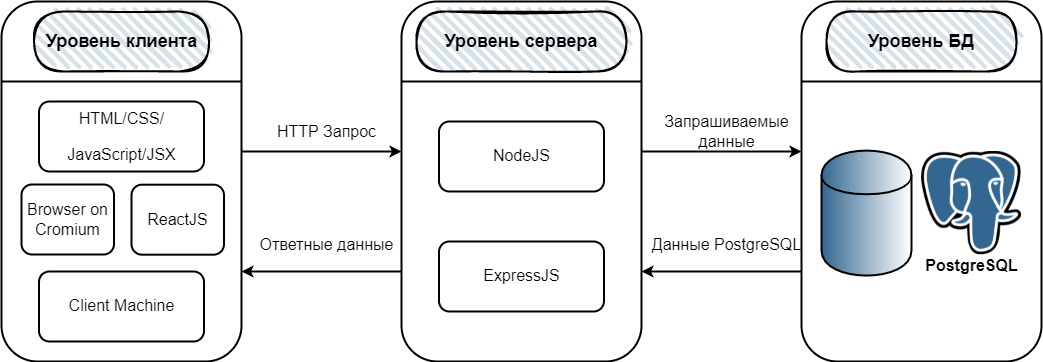 Уровень клиента
Уровень сервера
Уровень БД
HTML/CSS/
JavaScript/JSX
Browser on
Cromium
ReactJS
Client Machine
HTTP Запрос
Ответные данные
NodeJS
ExpressJS
Запрашиваемые
данные
Данные PostgreSQL
PostgreSQL